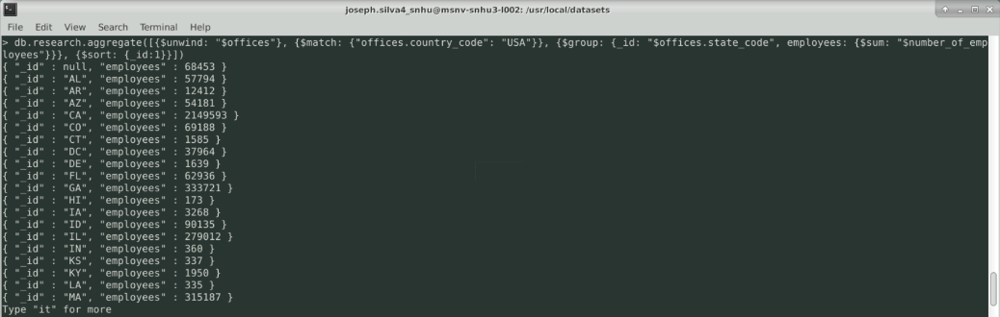 joseph.silva4_snhu@msnv-snhu3-l002: /usr/local/datasets
File Edit View Search Terminal Help
> db.research.aggregate([{$unwind: "$offices"}, {$match: {"offices.country_code": "USA"}}, {$group: {_id: "$offices.state_code", employees: {$sum: "$number_of_emp
loyees"}}}, {$sort: {_id:1}}])
{ "_id" : null, "employees" : 68453 }
{ "_id" : "AL", "employees" : 57794 }
{ "_id" : "AR", "employees" : 12412 }
{ "_id" : "AZ", "employees" : 54181 }
{ "_id" : "CA", "employees" : 2149593 }
{ "_id" : "CO", "employees" : 69188 }
{ "_id" : "CT", "employees" : 1585 }
{ "_id" : "DC", "employees" : 37964 }
{ "_id" : "DE", "employees" : 1639 }
{ "_id" : "FL", "employees" : 62936 }
{ "_id" : "GA", "employees" : 333721 }
{ "_id" : "HI", "employees" : 173 }
{ "_id" : "IA", "employees" : 3268 }
{ "_id" : "ID", "employees" : 90135 }
{ "_id" : "IL", "employees" : 279012 }
{ "_id" : "IN", "employees" : 360 }
{ "_id" : "KS", "employees" : 337 }
{ "_id" : "KY", "employees" : 1950 }
{ "_id" : "LA", "employees" : 335 }
{ "_id" : "MA", "employees" : 315187 }
Type "it" for more